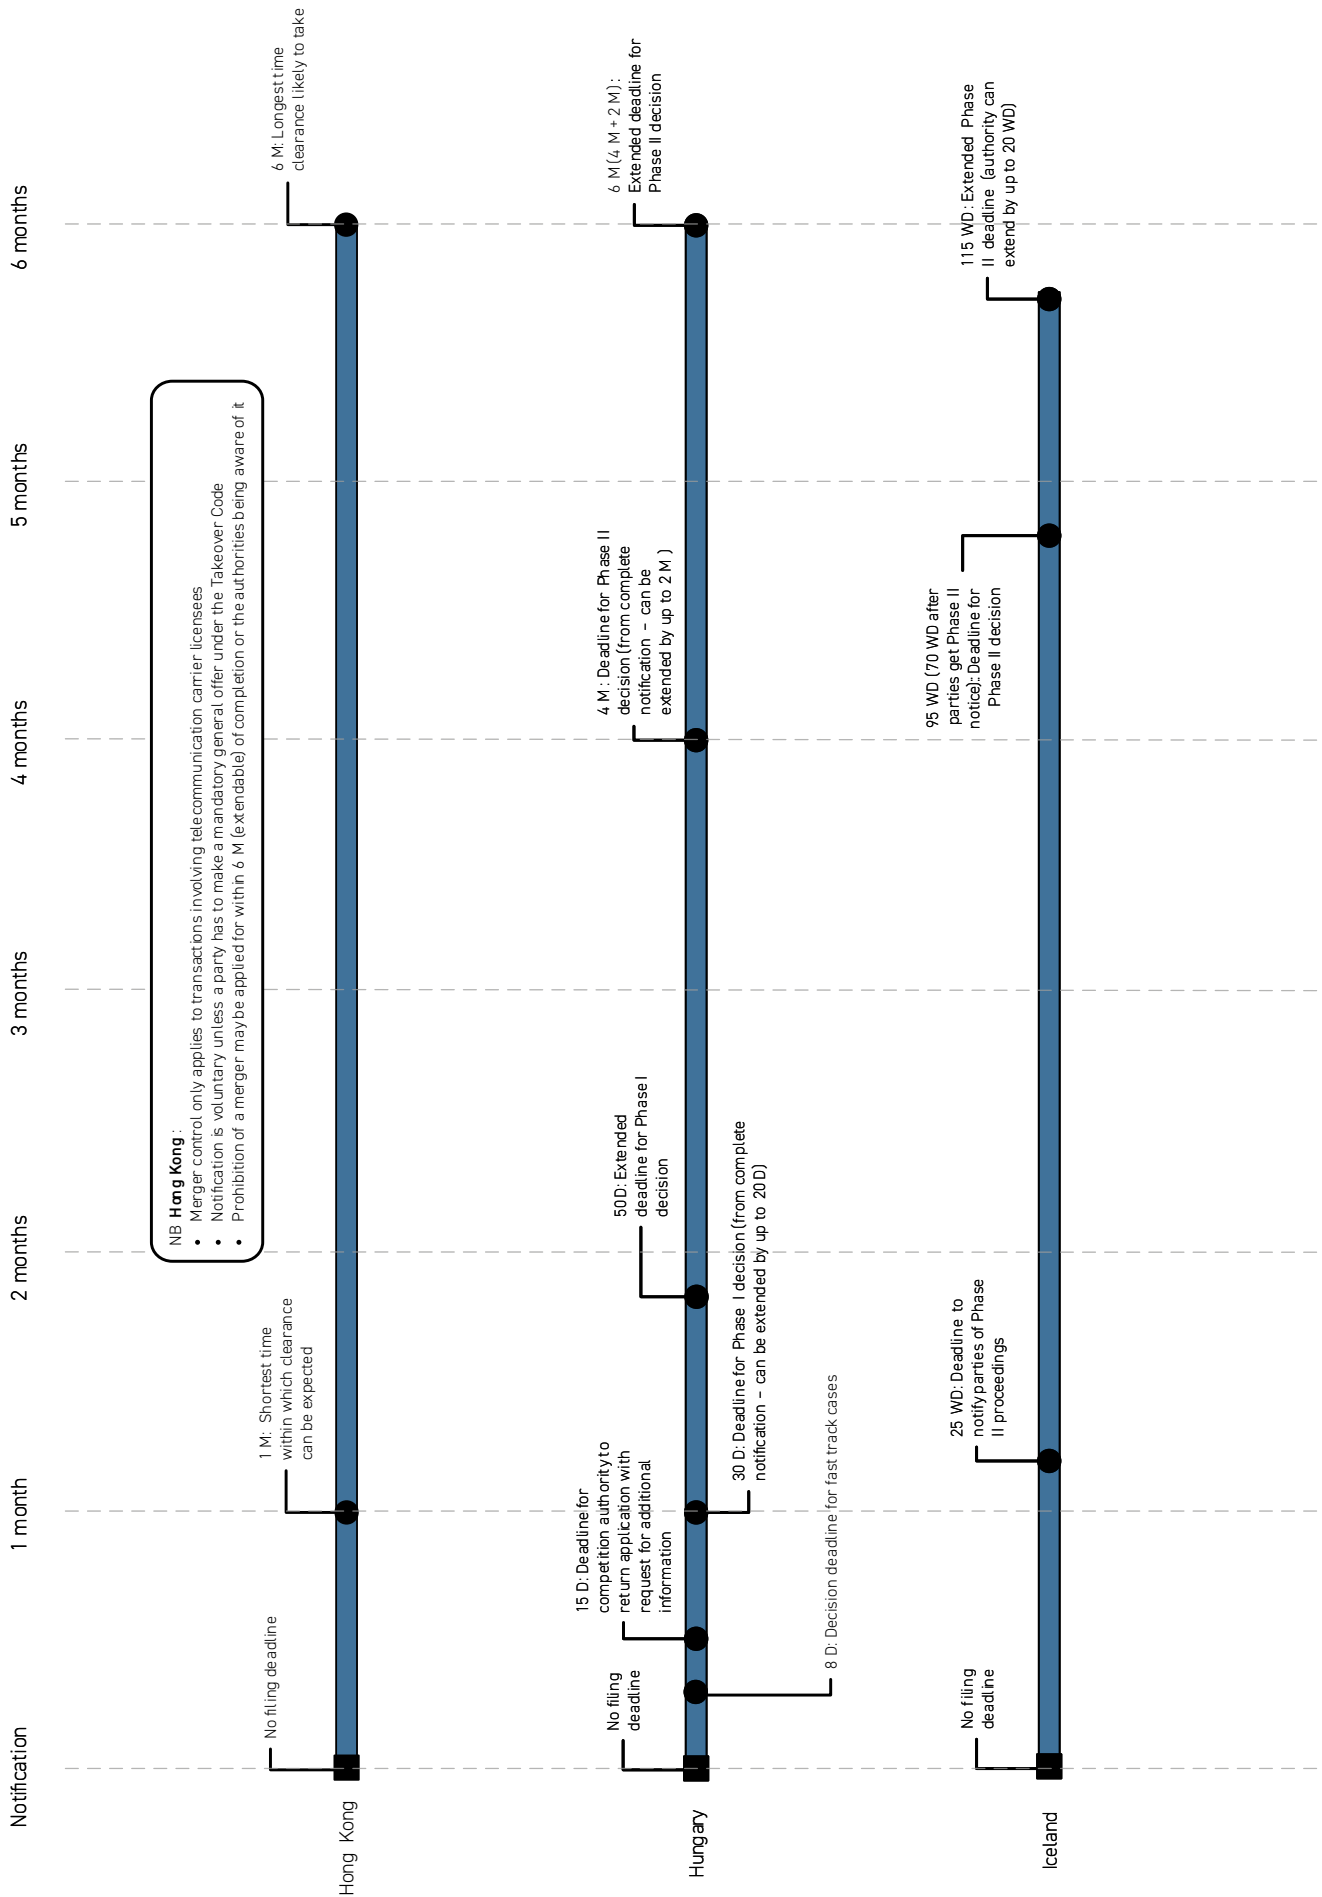 Notification
1 month
2 months
3 months
4 months
5 months
6 months
NB Hong Kong :
• Merger control only applies to transactions involving telecommunication carrier licensees
• Notification is voluntary unless a party has to make a mandatory general offer under the Takeover Code
• Prohibition of a merger may be applied for within 6 M (extendable) of completion or the authorities being aware of it
Hong Kong
No filing deadline
1 M: Shortest time
within which clearance
can be expected
6 M: Longest time
clearance likely to take
Hungary
No filing
deadline
8 D: Decision deadline for fast track cases
15 D: Deadline for
competition authority to
return application with
request for additional
information
30 D: Deadline for Phase I decision (from complete
notification – can be extended by up to 20 D)
50D: Extended
deadline for Phase I
decision
4 M : Deadline for Phase II
decision (from complete
notification – can be
extended by up to 2 M )
6 M (4 M + 2 M) :
Extended deadline for
Phase II decision
Iceland
No filing
deadline
25 WD: Deadline to
notify parties of Phase
II proceedings
95 WD (70 WD after
parties get Phase II
notice): Deadline for
Phase II decision
115 WD: Extended Phase
II deadline (authority can
extend by up to 20 WD)